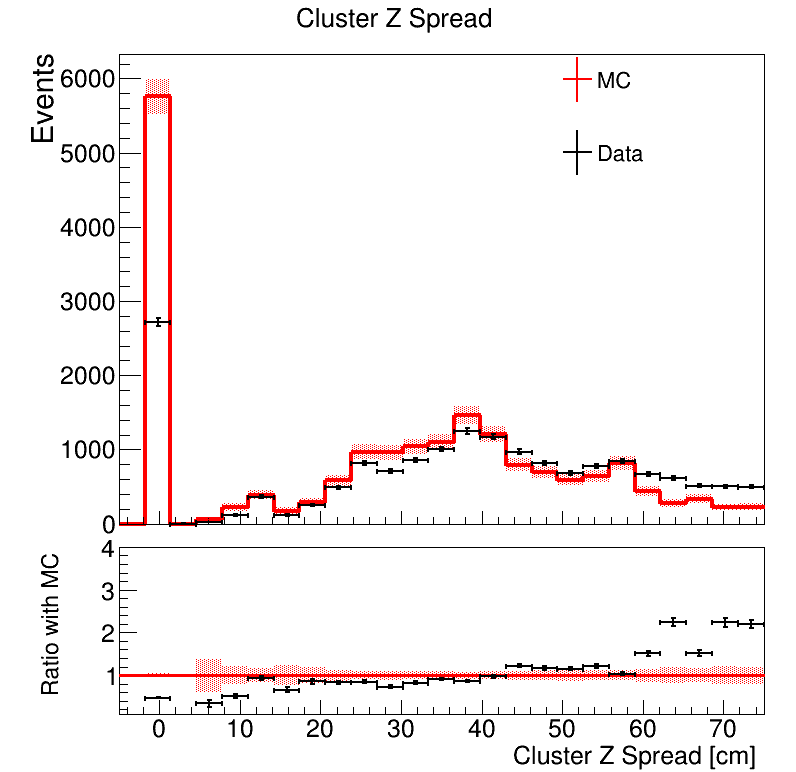 Cluster Z Spread
Events
6000
5000
4000
3000
2000
1000
0
MC
Data
Ratio with MC
4
3
2
1
0 10 20 30 40 50 60 70
Cluster Z Spread [cm]